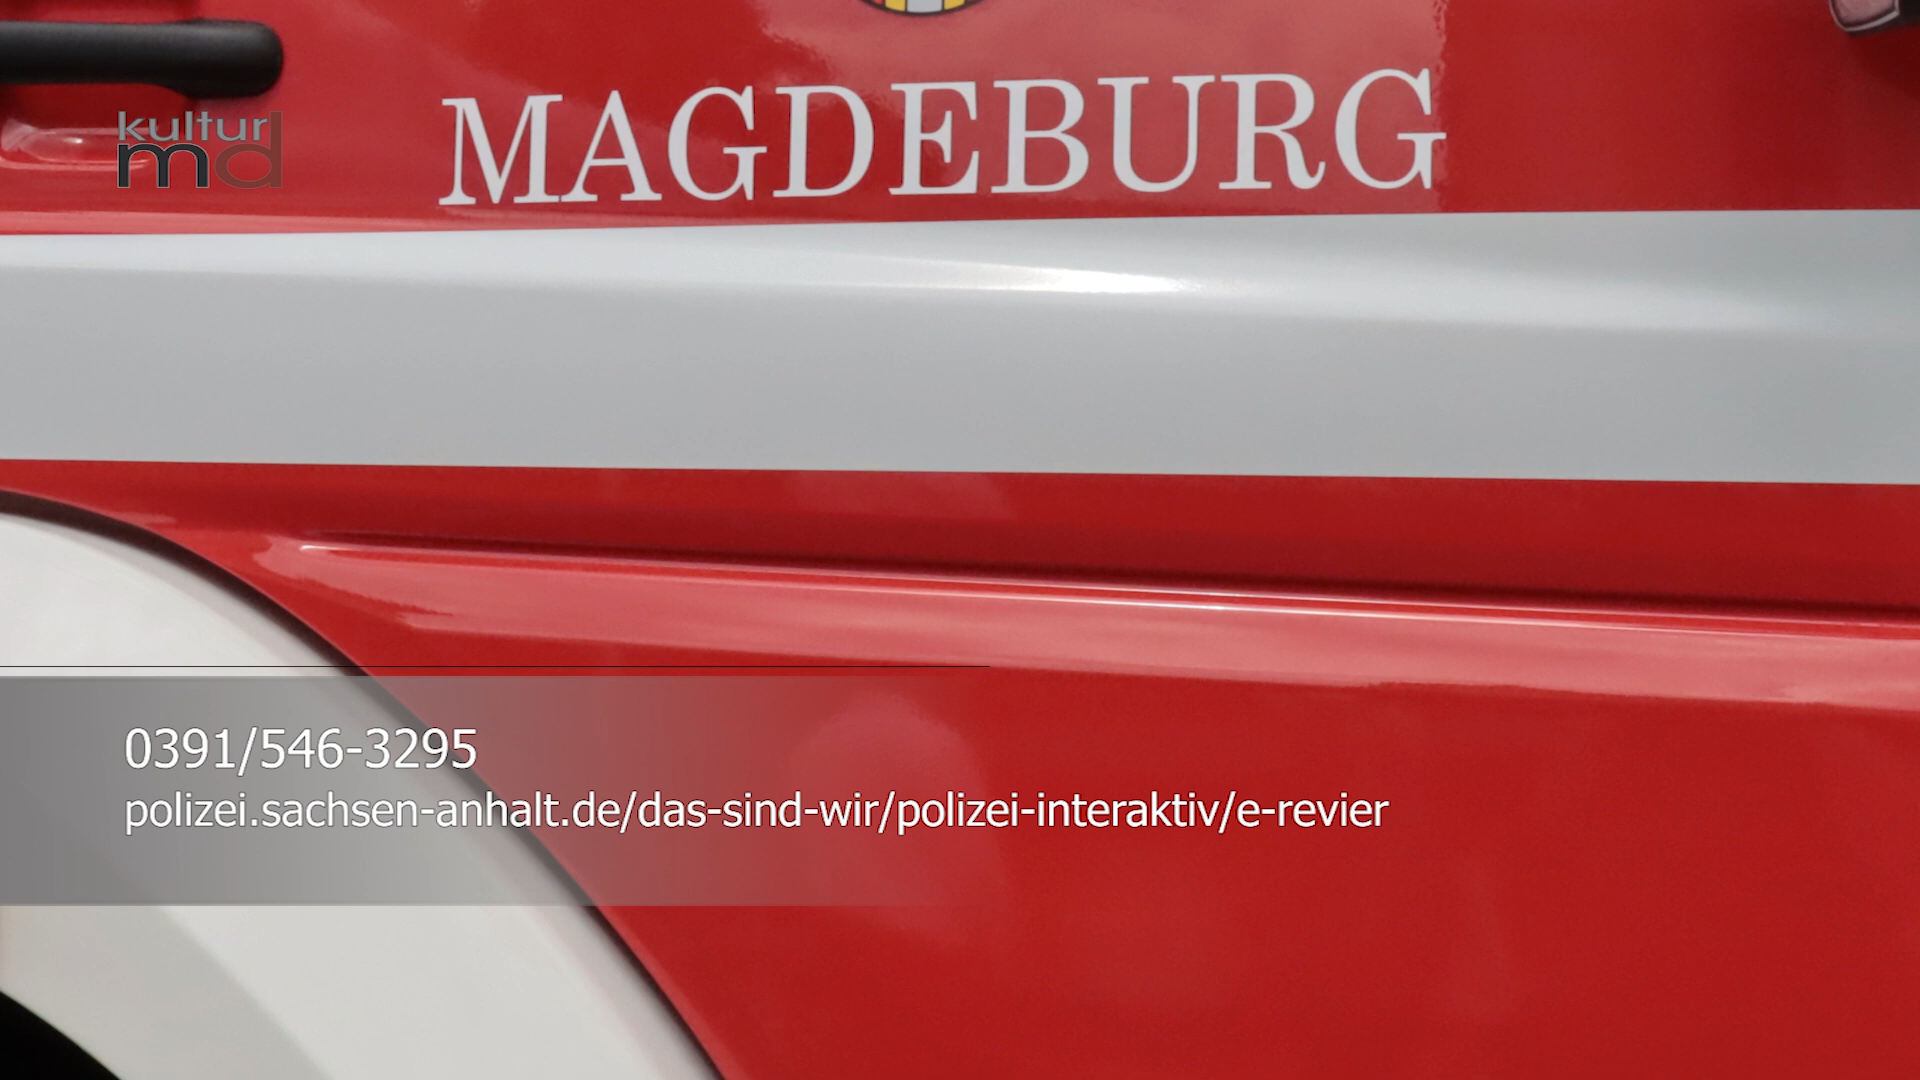 MAGDEBURG
kultur
md
0391/546-3295
polizei.sachsen-anhalt.de/das-sind-wir/polizei-interaktiv/e-revier